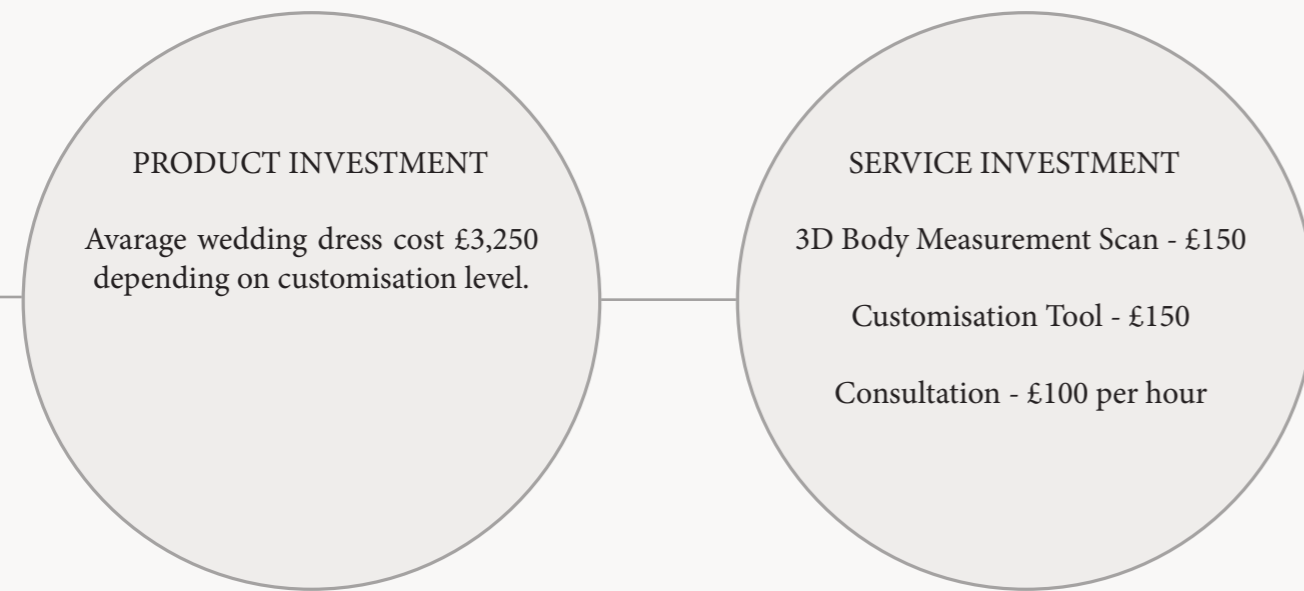 PRODUCT INVESTMENT
Avarage wedding dress cost £3,250
depending on customisation level.
SERVICE INVESTMENT
3D Body Measurement Scan - £150
Customisation Tool - £150
Consultation - £100 per hour